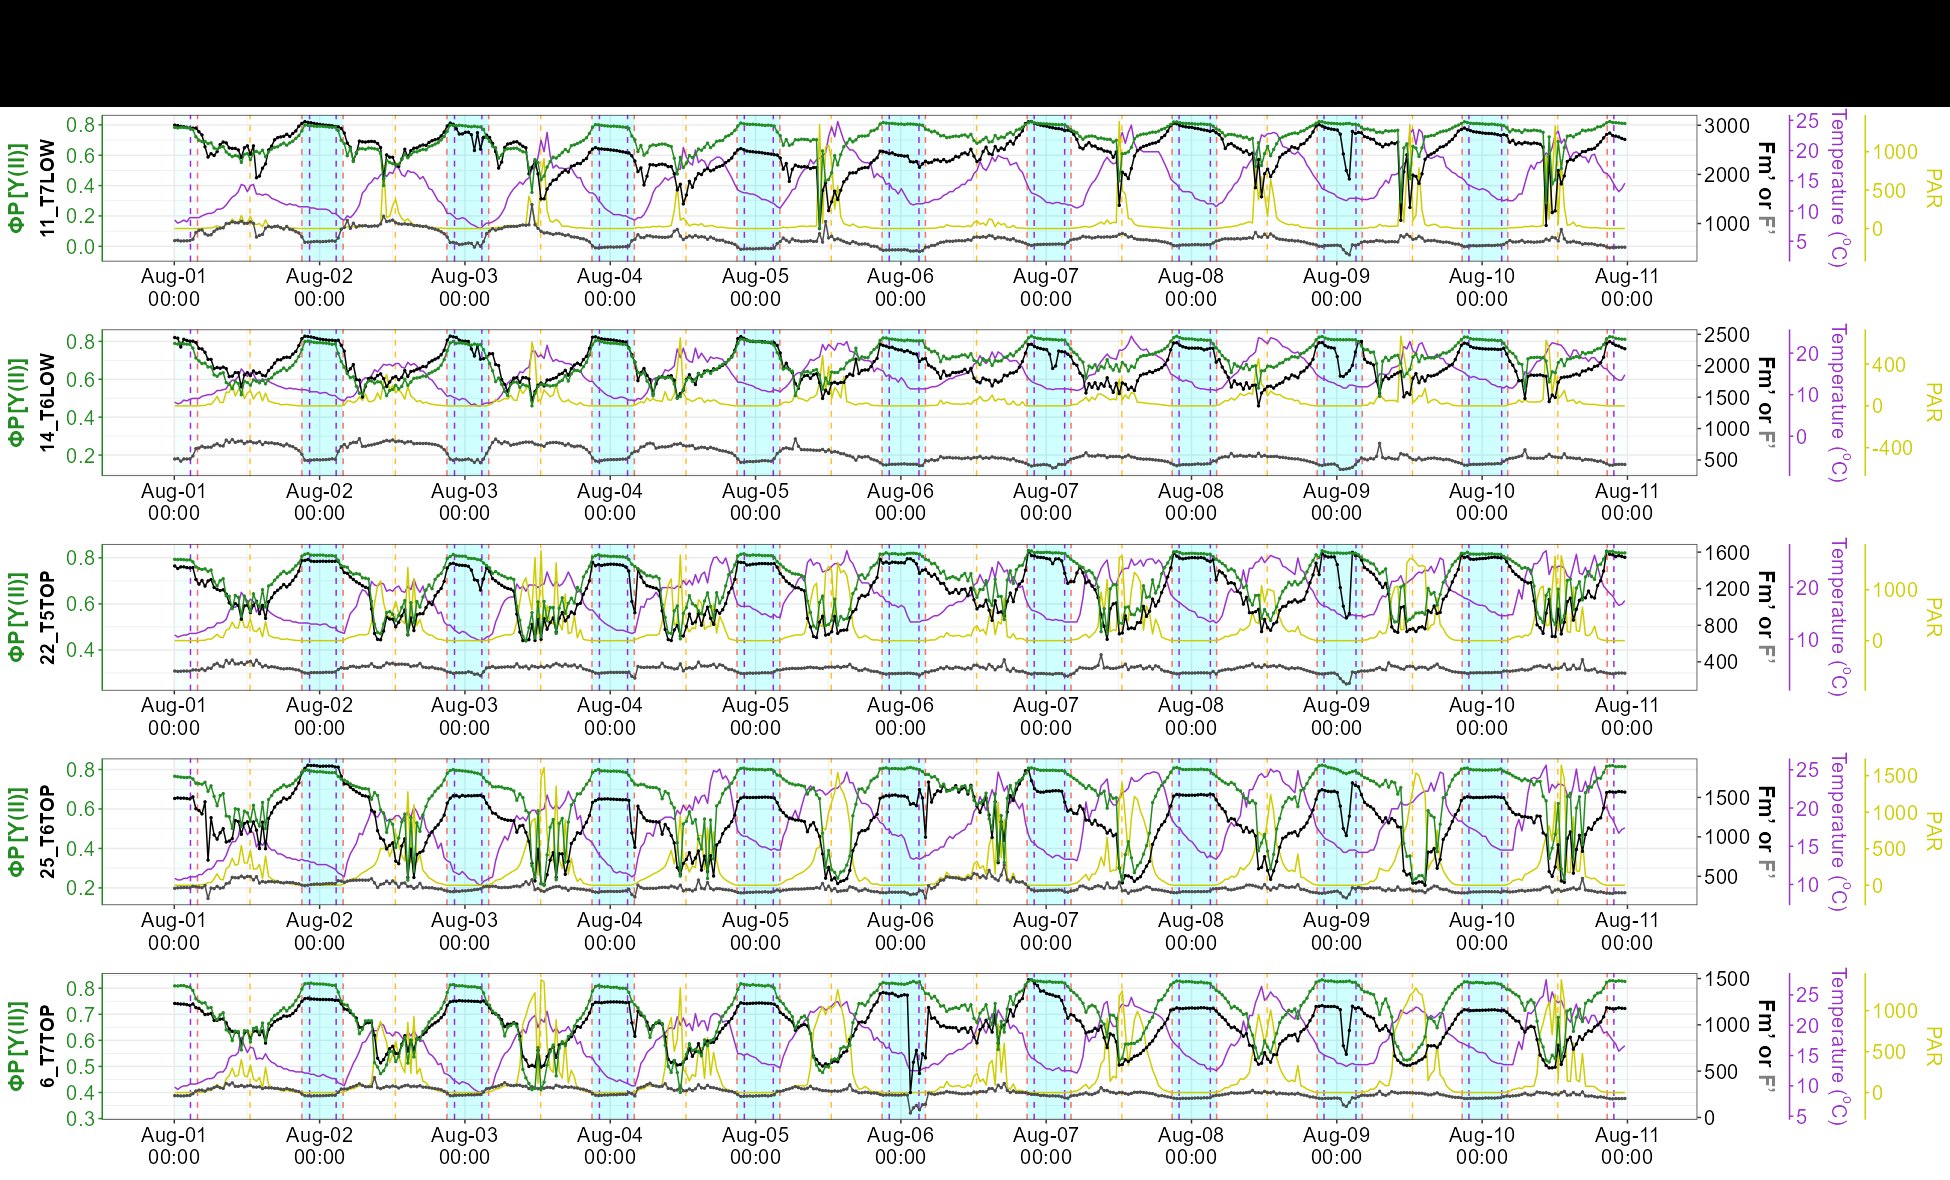 ΦP[Y(II)]
11_T7LOW
0.8
0.6
0.4
0.2
0.0
3000
2000
1000
Fm' or F'
25
20
15
10
5
Temperature (°C)
1000
500
0
PAR
Aug-01 Aug-02 Aug-03 Aug-04 Aug-05 Aug-06 Aug-07 Aug-08 Aug-09 Aug-10 Aug-11
00:00 00:00 00:00 00:00 00:00 00:00 00:00 00:00 00:00 00:00 00:00
ΦP[Y(II)]
14_T6LOW
0.8
0.6
0.4
0.2
2500
2000
1500
1000
500
Fm' or F'
20
10
0
Temperature (°C)
400
0
-400
PAR
Aug-01 Aug-02 Aug-03 Aug-04 Aug-05 Aug-06 Aug-07 Aug-08 Aug-09 Aug-10 Aug-11
00:00 00:00 00:00 00:00 00:00 00:00 00:00 00:00 00:00 00:00 00:00
ΦP[Y(II)]
22_T5TOP
0.8
0.6
0.4
1600
1200
800
400
Fm' or F'
20
10
Temperature (°C)
1000
0
PAR
Aug-01 Aug-02 Aug-03 Aug-04 Aug-05 Aug-06 Aug-07 Aug-08 Aug-09 Aug-10 Aug-11
00:00 00:00 00:00 00:00 00:00 00:00 00:00 00:00 00:00 00:00 00:00
ΦP[Y(II)]
25_T6TOP
0.8
0.6
0.4
0.2
1500
1000
500
Fm' or F'
25
20
15
10
Temperature (°C)
1500
1000
500
0
PAR
Aug-01 Aug-02 Aug-03 Aug-04 Aug-05 Aug-06 Aug-07 Aug-08 Aug-09 Aug-10 Aug-11
00:00 00:00 00:00 00:00 00:00 00:00 00:00 00:00 00:00 00:00 00:00
ΦP[Y(II)]
6_T7TOP
0.8
0.7
0.6
0.5
0.4
0.3
1500
1000
500
0
Fm' or F'
25
20
15
10
5
Temperature (°C)
1000
500
0
PAR
Aug-01 Aug-02 Aug-03 Aug-04 Aug-05 Aug-06 Aug-07 Aug-08 Aug-09 Aug-10 Aug-11
00:00 00:00 00:00 00:00 00:00 00:00 00:00 00:00 00:00 00:00 00:00